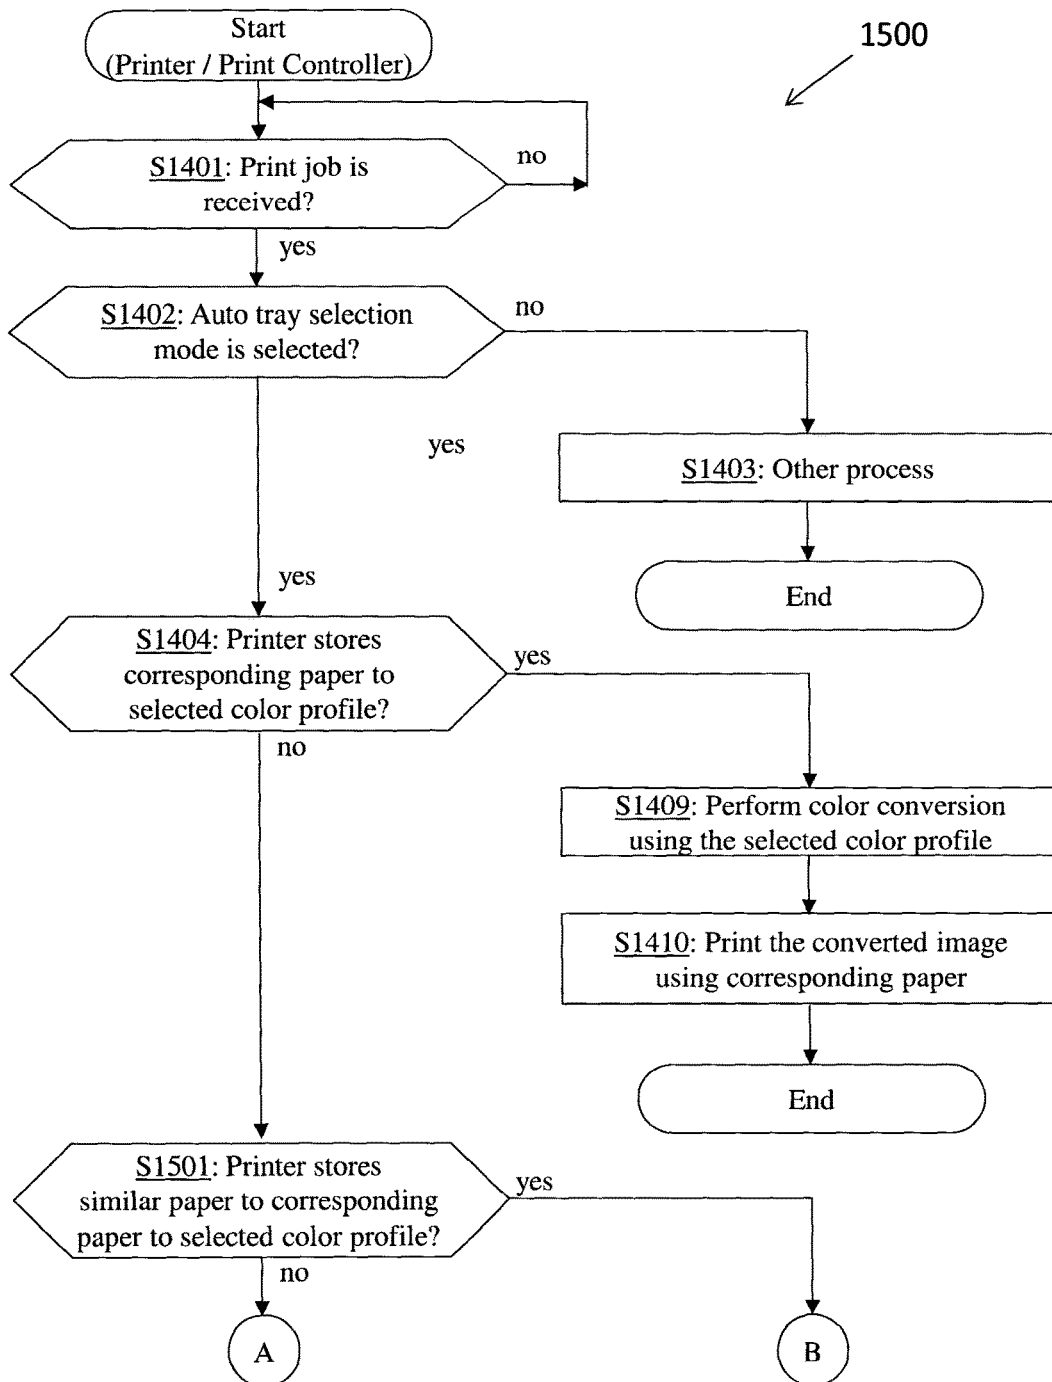 Start
(Printer / Print Controller)
1500
S1401: Print job is
received?
no
yes
S1402: Auto tray selection
mode is selected?
no
yes
S1403: Other process
End
yes
S1404: Printer stores
corresponding paper to
selected color profile?
yes
no
S1409: Perform color conversion
using the selected color profile
S1410: Print the converted image
using corresponding paper
End
S1501: Printer stores
similar paper to corresponding
paper to selected color profile?
yes
no
A
B